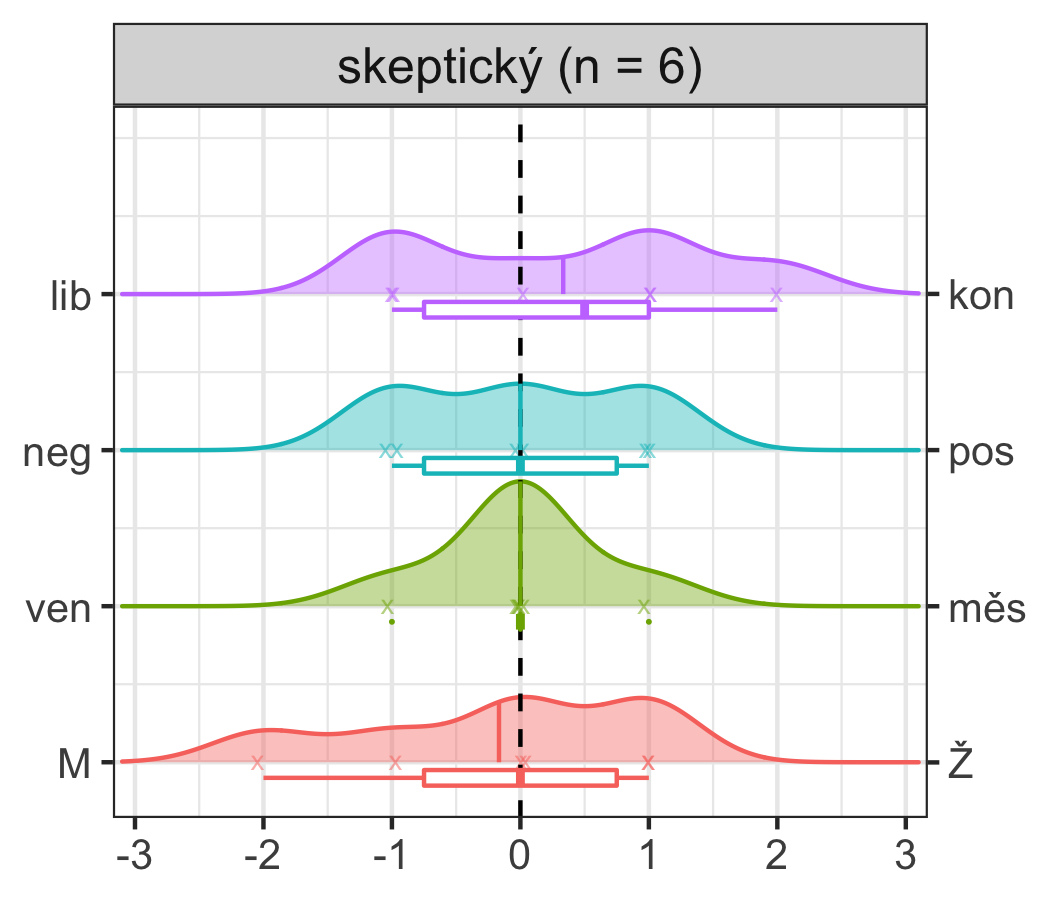 skeptický (n = 6)
lib kon
neg pos
ven měs
M Ž
-3 -2 -1 0 1 2 3